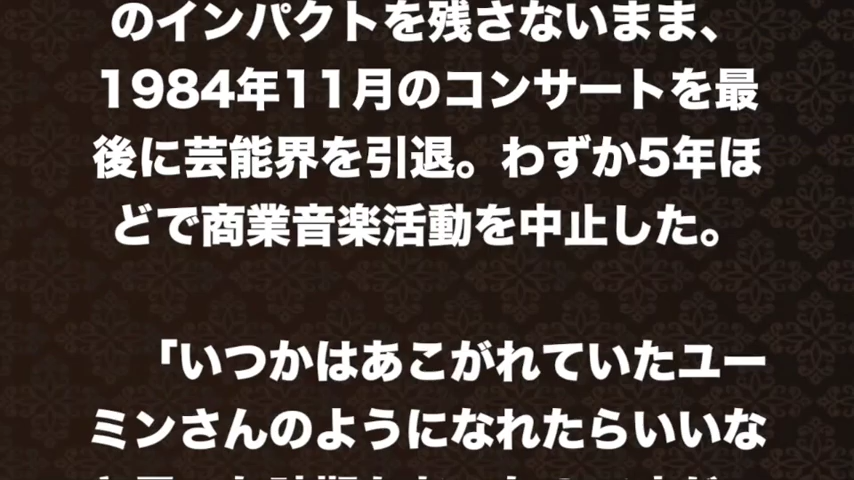 のインパクトを残さないまま、
1984年11月のコンサートを最
後に芸能界を引退。わずか5年ほ
どで商業音楽活動を中止した。
「いつかはあこがれていたユー
ミンさんのようになれたらいいな